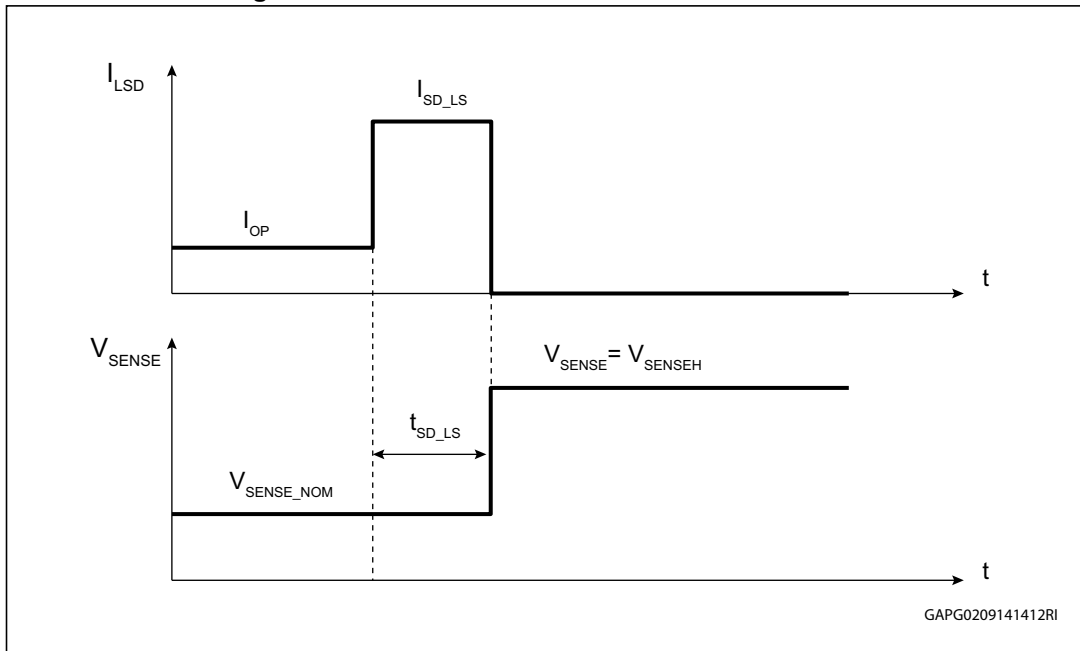 I_LSD
I_SD_LS
I_OP
t
V_SENSE
V_SENSE = V_SENSEH
t_SD_LS
V_SENSE_NOM
t
GAPG0209141412RI